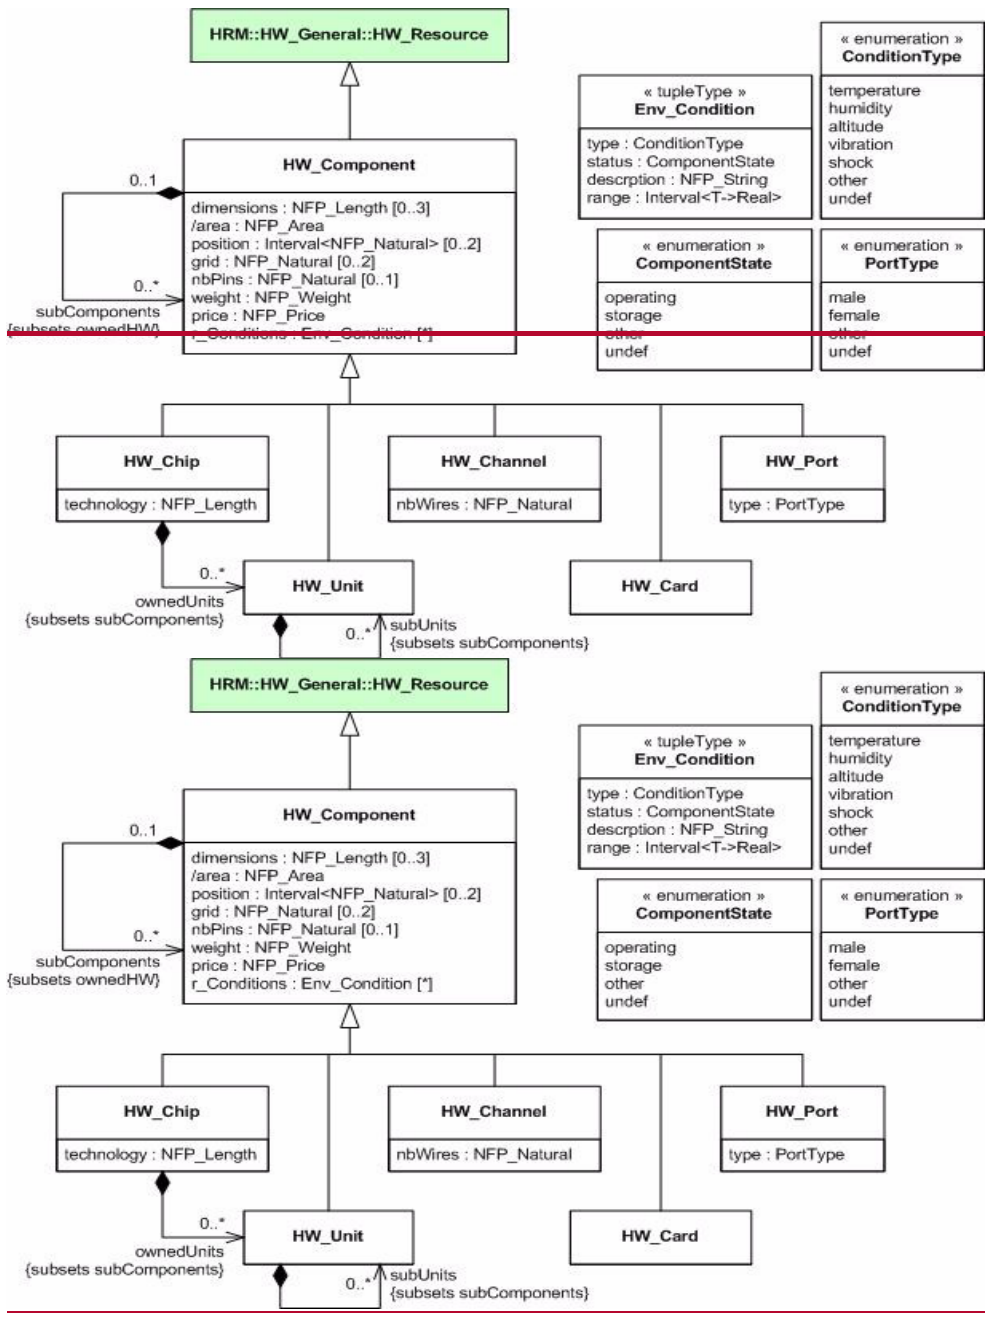 HRM::HW_General::HW_Resource
« enumeration »
ConditionType
temperature
humidity
altitude
vibration
shock
other
undef
« tupleType »
Env_Condition
type : ConditionType
status : ComponentState
descrption : NFP_String
range : Interval<T->Real>
HW_Component
0..1
dimensions : NFP_Length [0..3]
/area : NFP_Area
position : Interval<NFP_Natural> [0..2]
grid : NFP_Natural [0..2]
nbPins : NFP_Natural [0..1]
weight : NFP_Weight
price : NFP_Price
r_Conditions : Env_Condition [*]
0..*
subComponents
{subsets ownedHW}
« enumeration »
ComponentState
operating
storage
other
undef
« enumeration »
PortType
male
female
other
undef
HW_Chip
technology : NFP_Length
HW_Channel
nbWires : NFP_Natural
HW_Port
type : PortType
0..*
ownedUnits
{subsets subComponents}
HW_Unit
HW_Card
0..*
subUnits
{subsets subComponents}
HRM::HW_General::HW_Resource
« enumeration »
ConditionType
temperature
humidity
altitude
vibration
shock
other
undef
« tupleType »
Env_Condition
type : ConditionType
status : ComponentState
descrption : NFP_String
range : Interval<T->Real>
HW_Component
0..1
dimensions : NFP_Length [0..3]
/area : NFP_Area
position : Interval<NFP_Natural> [0..2]
grid : NFP_Natural [0..2]
nbPins : NFP_Natural [0..1]
weight : NFP_Weight
price : NFP_Price
r_Conditions : Env_Condition [*]
0..*
subComponents
{subsets ownedHW}
« enumeration »
ComponentState
operating
storage
other
undef
« enumeration »
PortType
male
female
other
undef
HW_Chip
technology : NFP_Length
HW_Channel
nbWires : NFP_Natural
HW_Port
type : PortType
0..*
ownedUnits
{subsets subComponents}
HW_Unit
HW_Card
0..*
subUnits
{subsets subComponents}